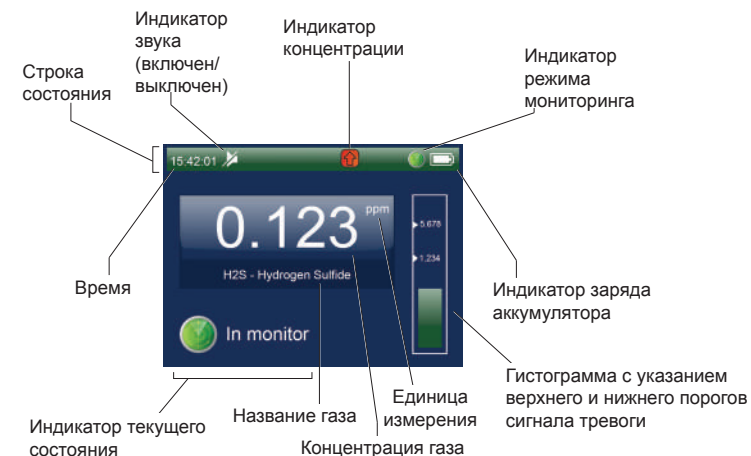 Индикатор
звука
(включен/
выключен)
Индикатор
концентрации
Индикатор
режима
мониторинга
Строка
состояния
15:42:01
0.123 ppm
5.678
1.234
H2S - Hydrogen Sulfide
In monitor
Время
Индикатор заряда
аккумулятора
Гистограмма с указанием
верхнего и нижнего порогов
сигнала тревоги
Единица
измерения
Название газа
Концентрация газа
Индикатор текущего
состояния